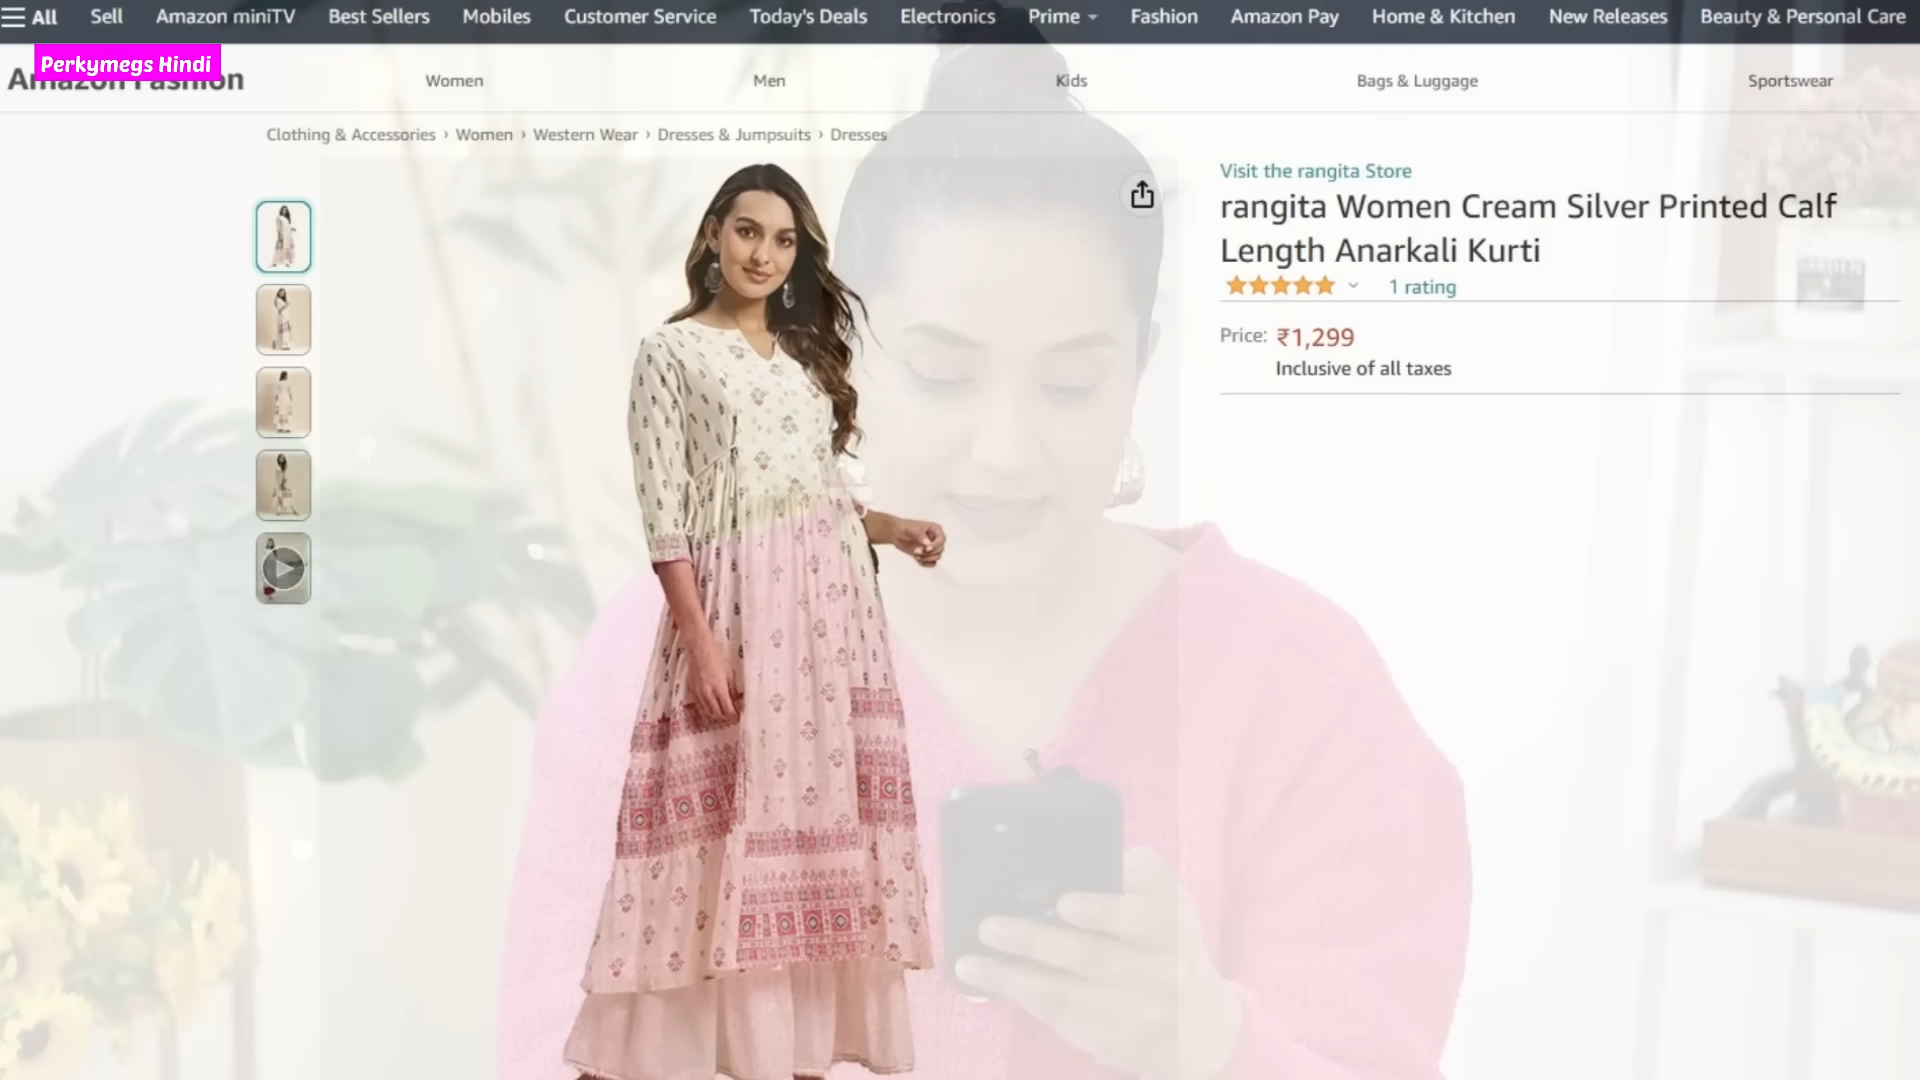 All Sell Amazon miniTV Best Sellers Mobiles Customer Service Today's Deals Electronics Prime Fashion Amazon Pay Home & Kitchen New Releases Beauty & Personal Care
Perkymegs Hindi
Amazon Fashion Women Men Kids Bags & Luggage Sportswear
Clothing & Accessories › Women › Western Wear › Dresses & Jumpsuits › Dresses
Visit the rangita Store
rangita Women Cream Silver Printed Calf
Length Anarkali Kurti
1 rating
Price: ₹1,299
Inclusive of all taxes